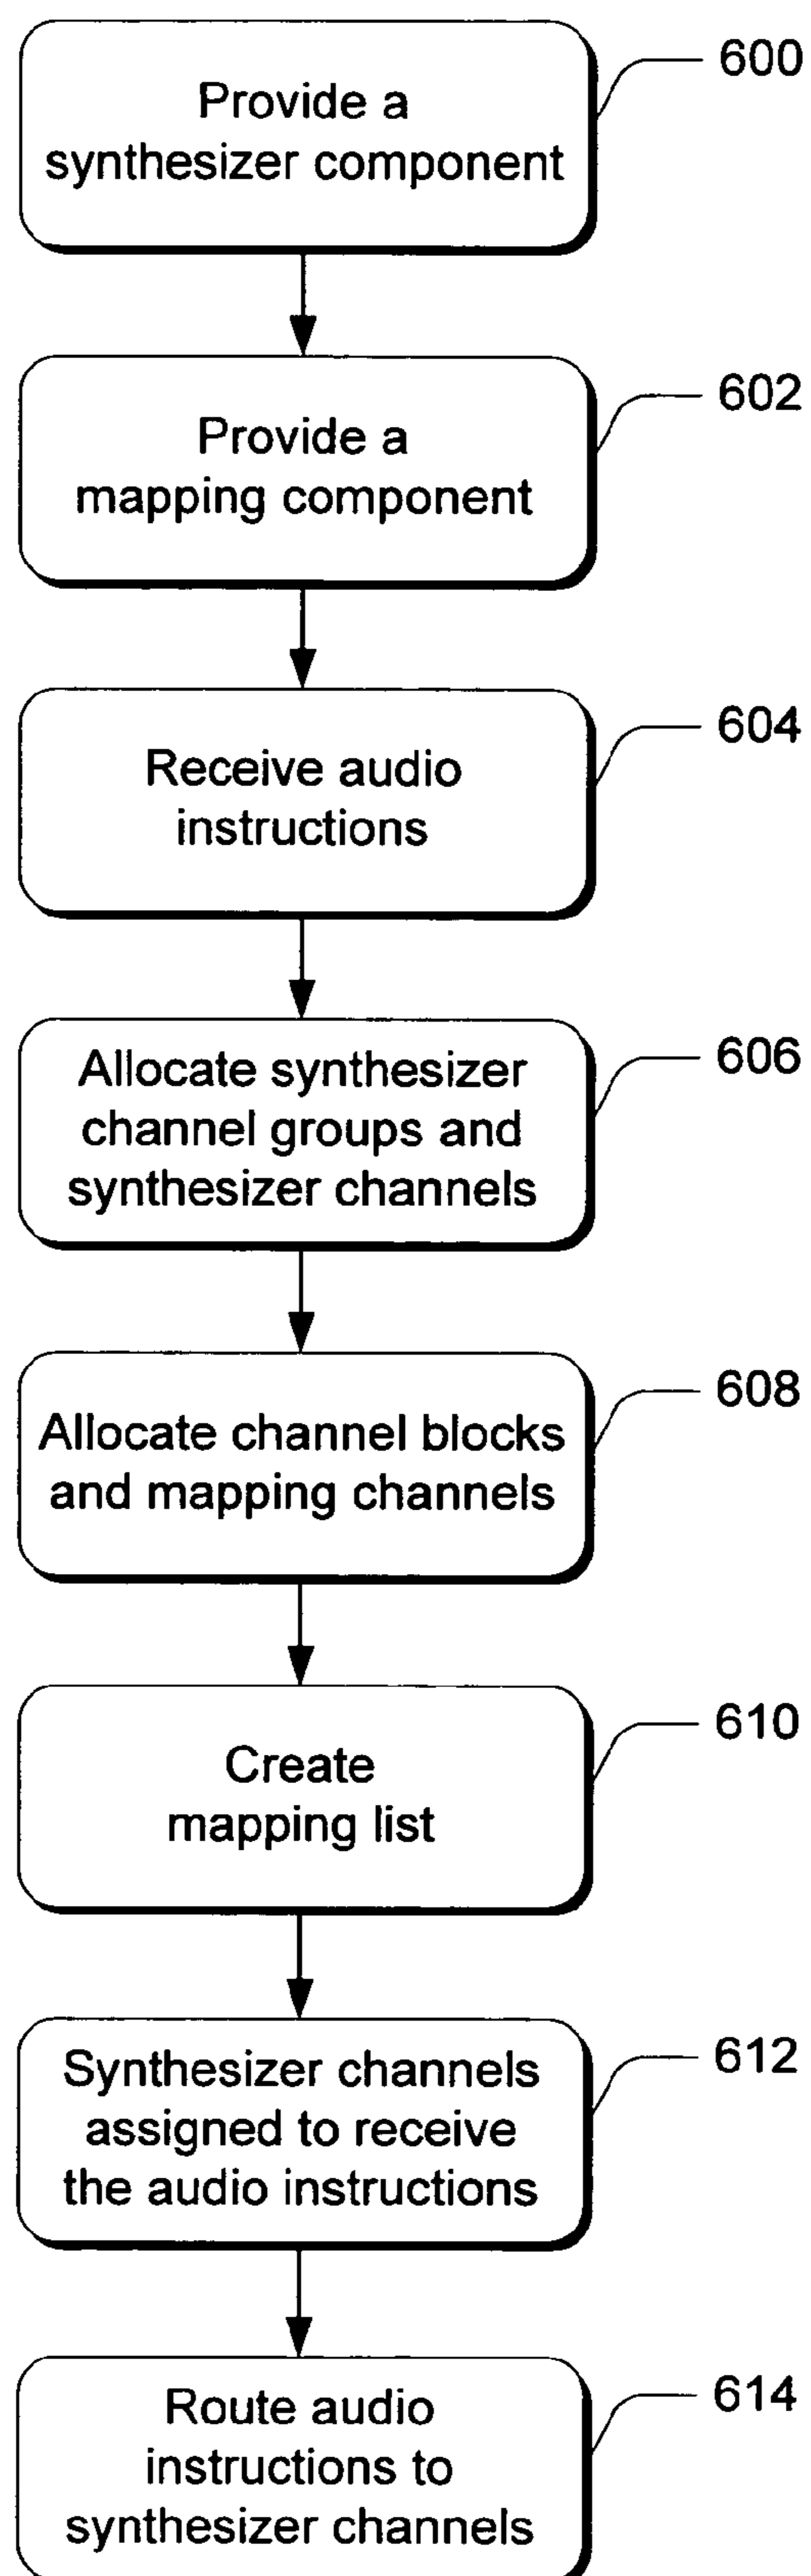 600
Provide a
synthesizer component
602
Provide a
mapping component
604
Receive audio
instructions
606
Allocate synthesizer
channel groups and
synthesizer channels
608
Allocate channel blocks
and mapping channels
610
Create
mapping list
612
Synthesizer channels
assigned to receive
the audio instructions
614
Route audio
instructions to
synthesizer channels